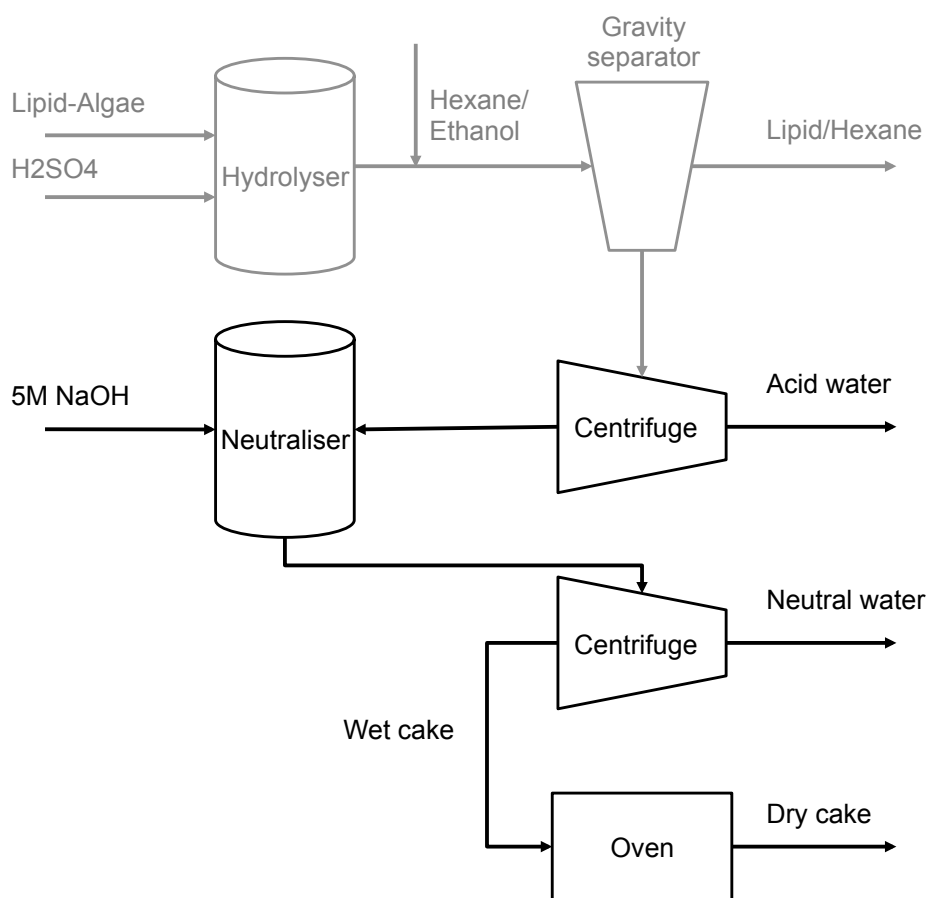 Gravity
separator
Lipid-Algae
Hexane/
Ethanol
Lipid/Hexane
H2SO4
Hydrolyser
5M NaOH
Acid water
Neutraliser
Centrifuge
Neutral water
Centrifuge
Wet cake
Dry cake
Oven